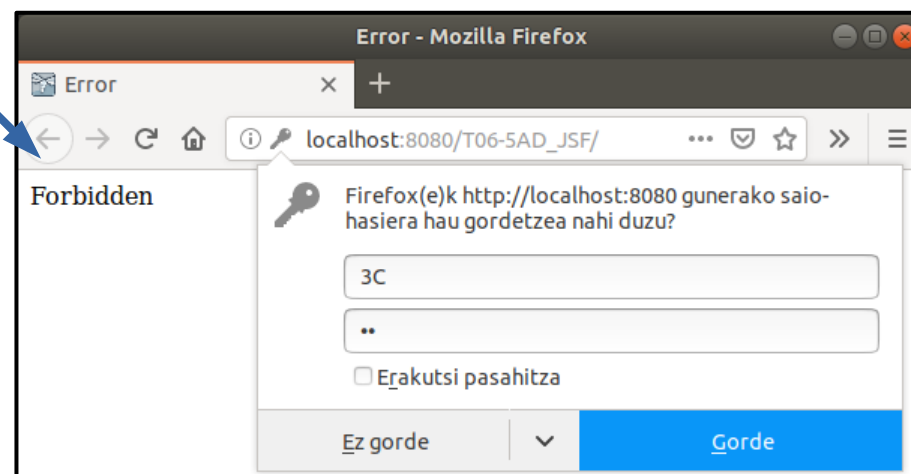 Error - Mozilla Firefox
Error
localhost:8080/T06-5AD_JSF/
Forbidden
Firefox(e)k http://localhost:8080 gunerako saio-
hasiera hau gordetzea nahi duzu?
3C
••
Erakutsi pasahitza
Ez gorde
Gorde